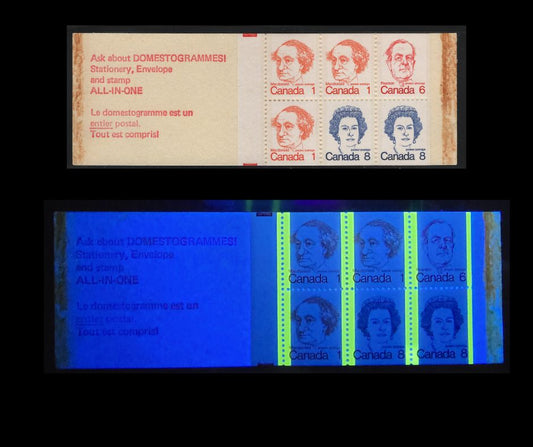 Ask about DOMESTOGRAMMES!
Stationery, Envelope
and stamp
ALL-IN-ONE
Le domestogramme est un
entier postal.
Tout est compris!
Canada 1
Canada 1
Canada 6
Canada 1
Canada 8
Canada 8
Ask about DOMESTOGRAMMES!
Stationery, Envelope
and stamp
ALL-IN-ONE
Le domestogramme est un
entier postal.
Tout est compris!
Canada 1
Canada 1
Canada 6
Canada 1
Canada 8
Canada 8